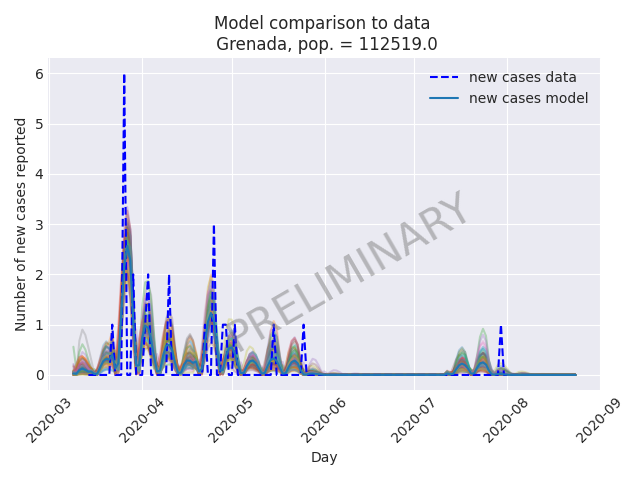 Model comparison to data
Grenada, pop. = 112519.0
new cases data
new cases model
PRELIMINARY
Number of new cases reported
6
5
4
3
2
1
0
2020-03
2020-04
2020-05
2020-06
2020-07
2020-08
2020-09
Day